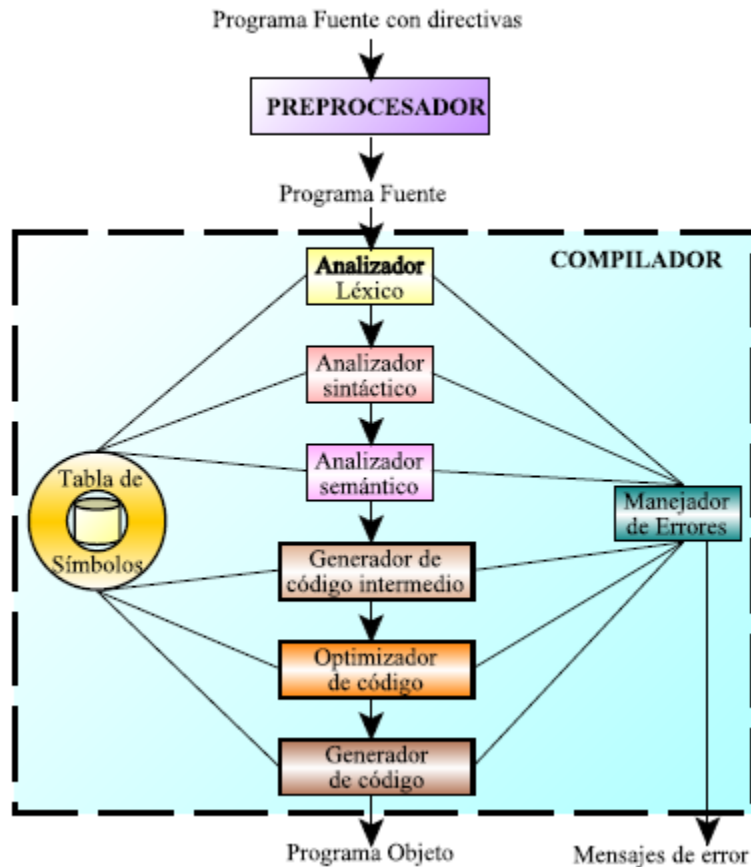 Programa Fuente con directivas
PREPROCESADOR
Programa Fuente
COMPILADOR
Analizador
Léxico
Analizador
sintáctico
Analizador
semántico
Tabla de
Símbolos
Manejador
de Errores
Generador de
código intermedio
Optimizador
de código
Generador
de código
Programa Objeto
Mensajes de error